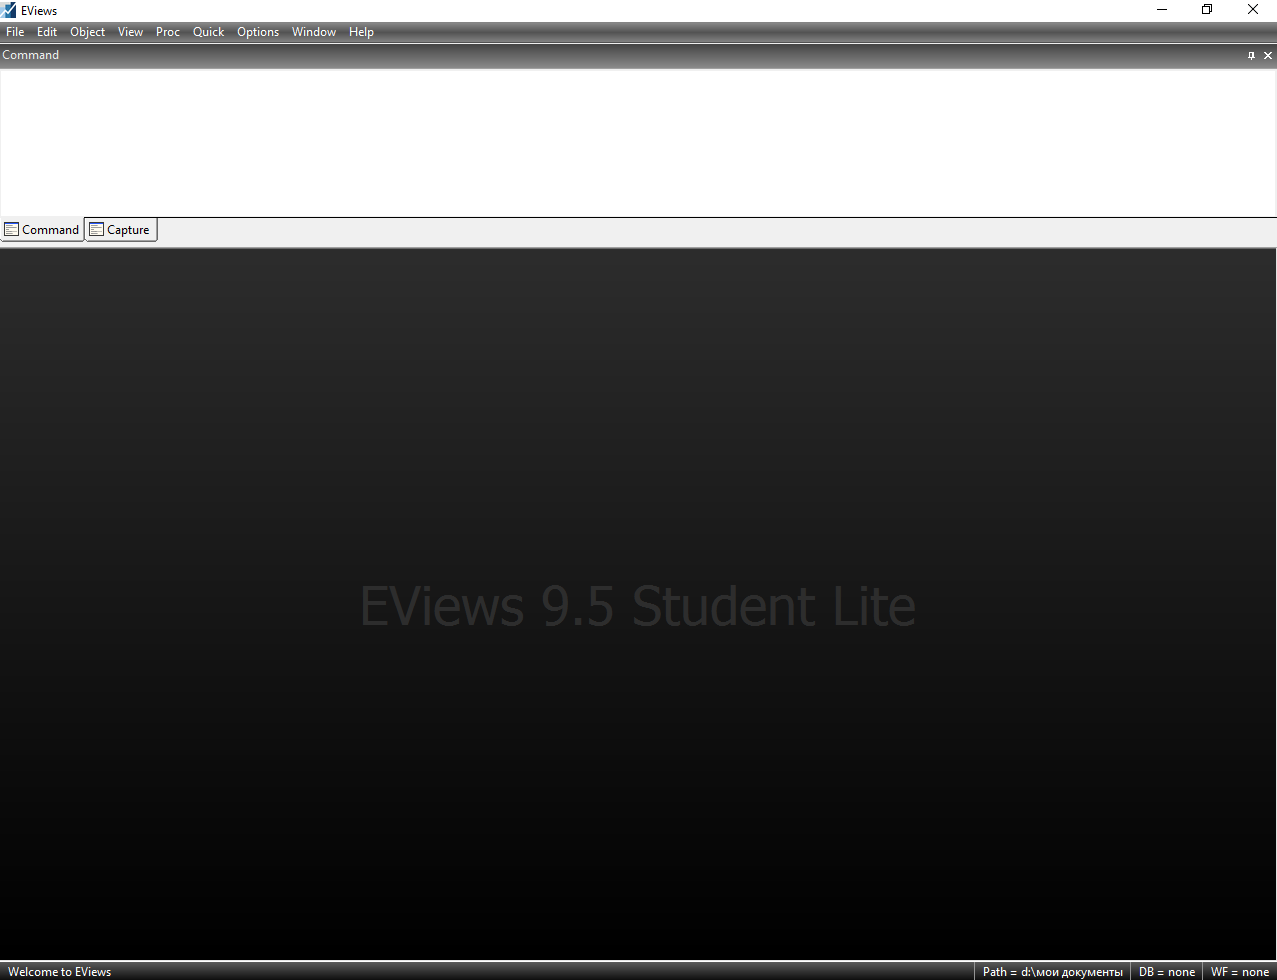 EViews
File Edit Object View Proc Quick Options Window Help
Command
Command Capture
EViews 9.5 Student Lite
Welcome to EViews Path = d:\мои документы DB = none WF = none